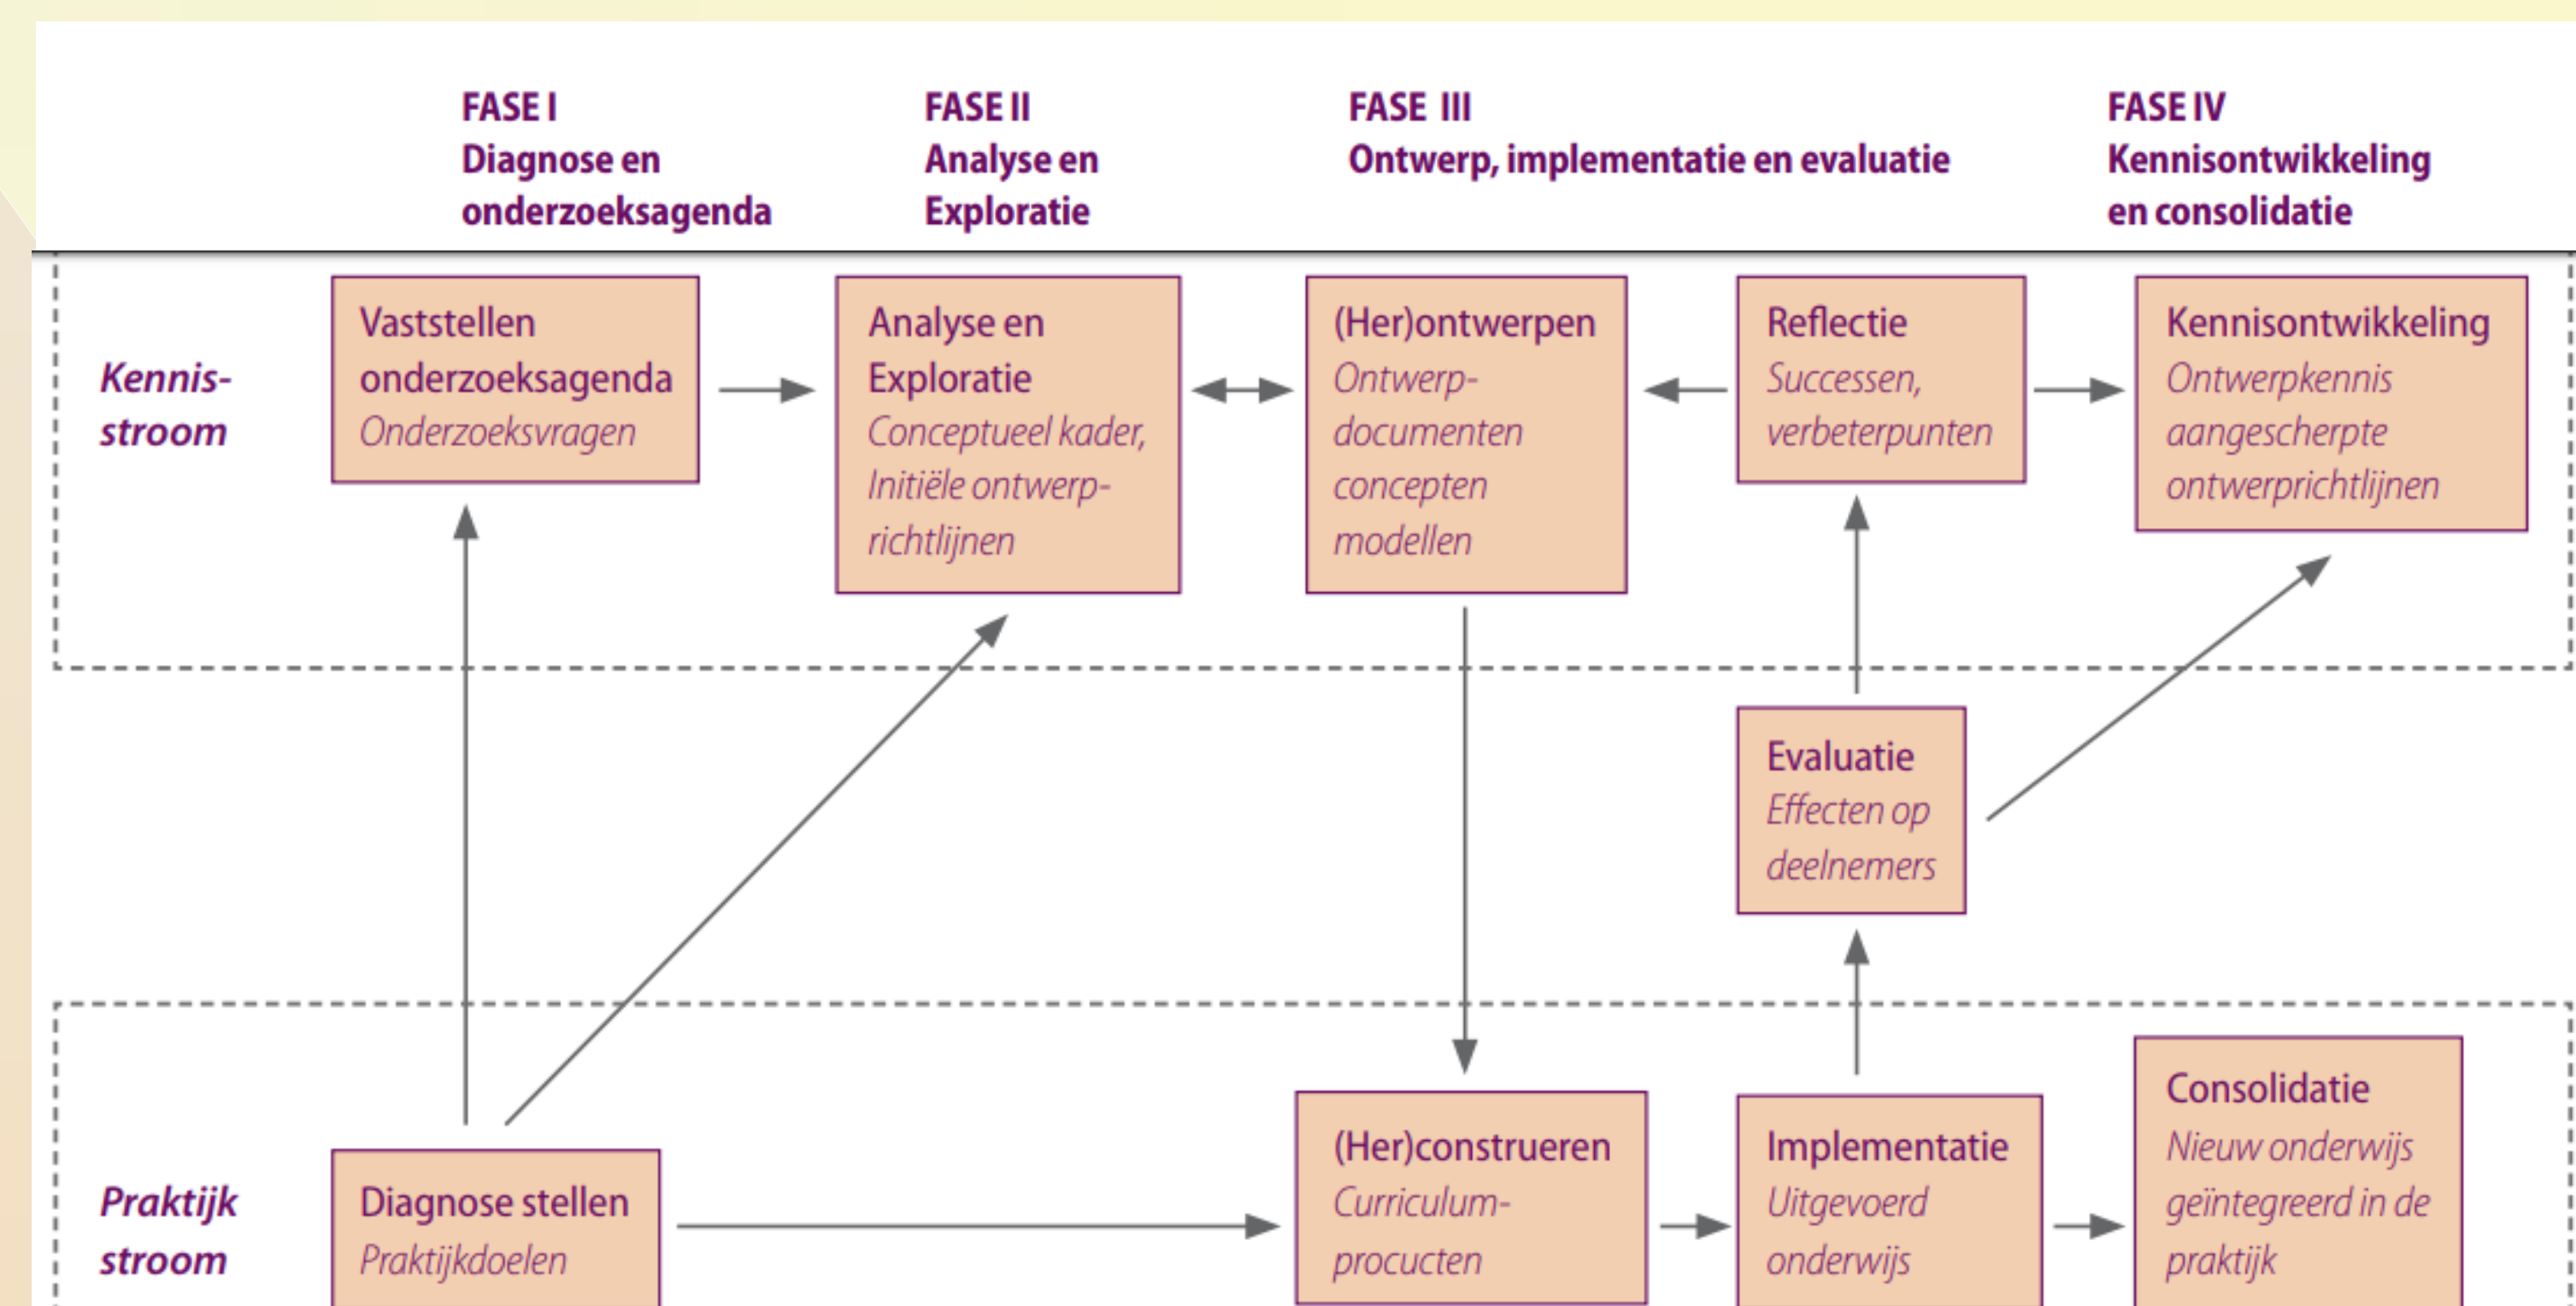 FASE I
Diagnose en
onderzoeksagenda
FASE II
Analyse en
Exploratie
FASE III
Ontwerp, implementatie en evaluatie
FASE IV
Kennisontwikkeling
en consolidatie
Kennis-
stroom
Vaststellen
onderzoeksagenda
Onderzoeksvragen
Analyse en
Exploratie
Conceptueel kader,
Initiële ontwerp-
richtlijnen
(Her)ontwerpen
Ontwerp-
documenten
concepten
modellen
Reflectie
Successen,
verbeterpunten
Kennisontwikkeling
Ontwerpkennis
aangescherpte
ontwerprichtlijnen
Evaluatie
Effecten op
deelnemers
Praktijk
stroom
Diagnose stellen
Praktijkdoelen
(Her)construeren
Curriculum-
procucten
Implementatie
Uitgevoerd
onderwijs
Consolidatie
Nieuw onderwijs
geïntegreerd in de
praktijk